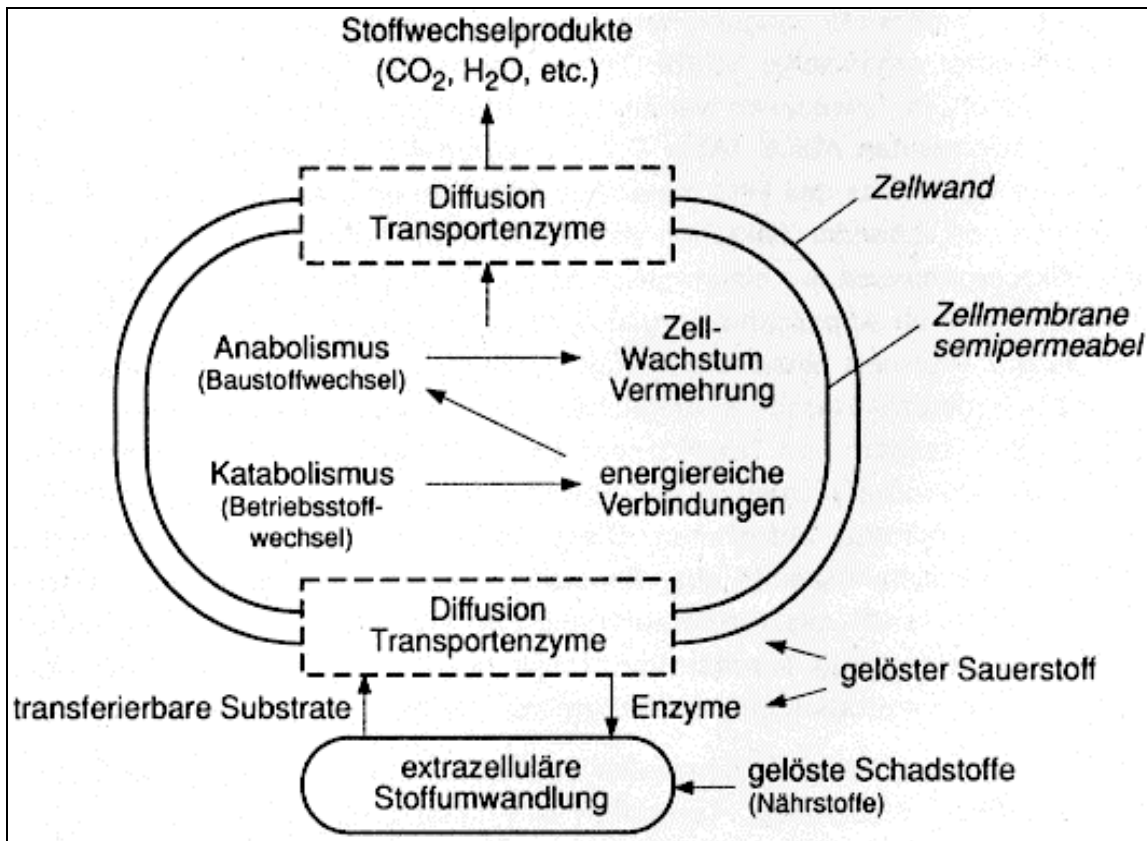 Stoffwechselprodukte
(CO₂, H₂O, etc.)
Diffusion
Transportenzyme
Zellwand
Zellmembrane
semipermeabel
Anabolismus
(Baustoffwechsel)
Zell-
Wachstum
Vermehrung
Katabolismus
(Betriebsstoff-
wechsel)
energiereiche
Verbindungen
Diffusion
Transportenzyme
gelöster Sauerstoff
transferierbare Substrate
Enzyme
extrazelluläre
Stoffumwandlung
gelöste Schadstoffe
(Nährstoffe)